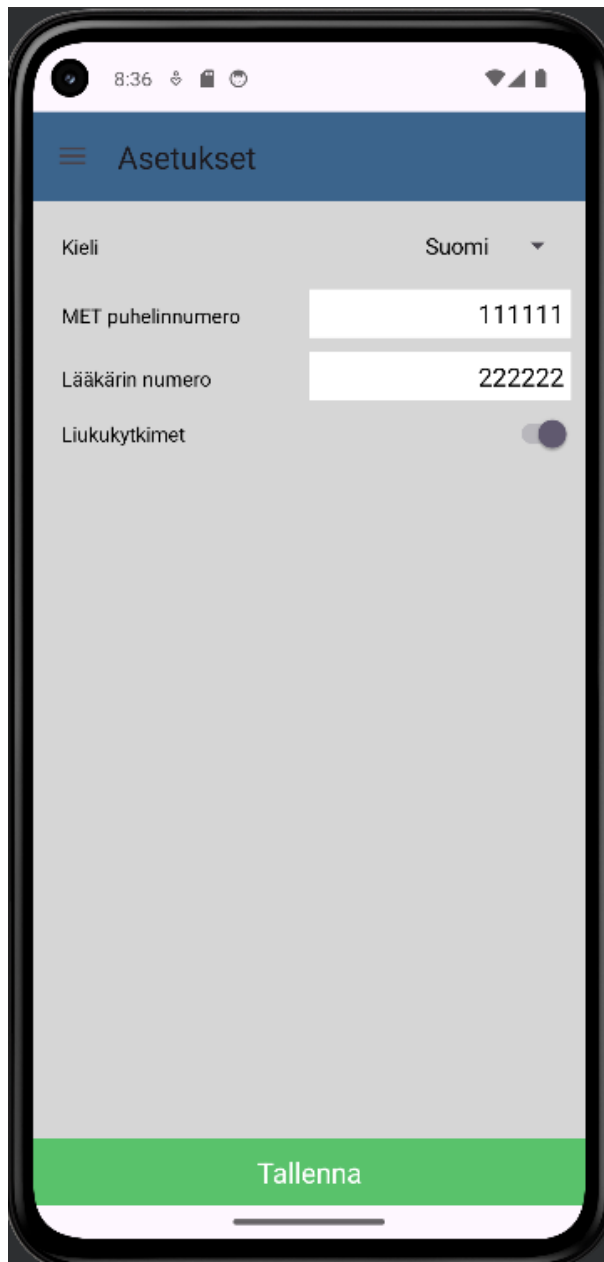 8:36
Asetukset
Kieli Suomi
MET puhelinnumero 111111
Lääkärin numero 222222
Liukukytkimet
Tallenna